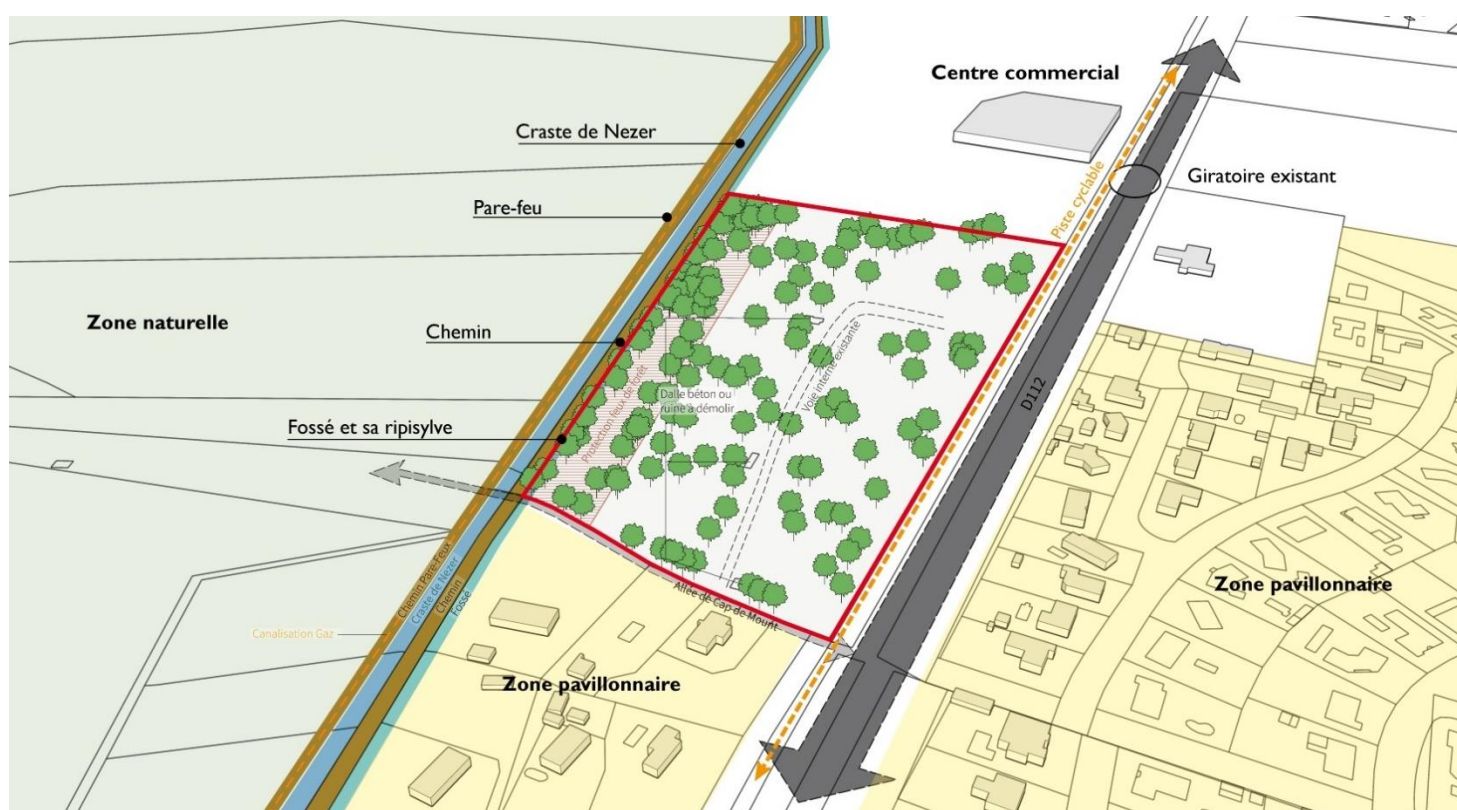 Centre commercial
Craste de Nezer
Piste cyclable
Giratoire existant
Pare-feu
Zone naturelle
Chemin
Voie interne existante
Protection feux de forêt
Dalle béton ou
ruine à démolir
D112
Fossé et sa ripisylve
Chemin Pare-Feux
Craste de Nezer
Chemin
Fossé
Allée de Cap de Mount
Zone pavillonnaire
Canalisation Gaz
Zone pavillonnaire